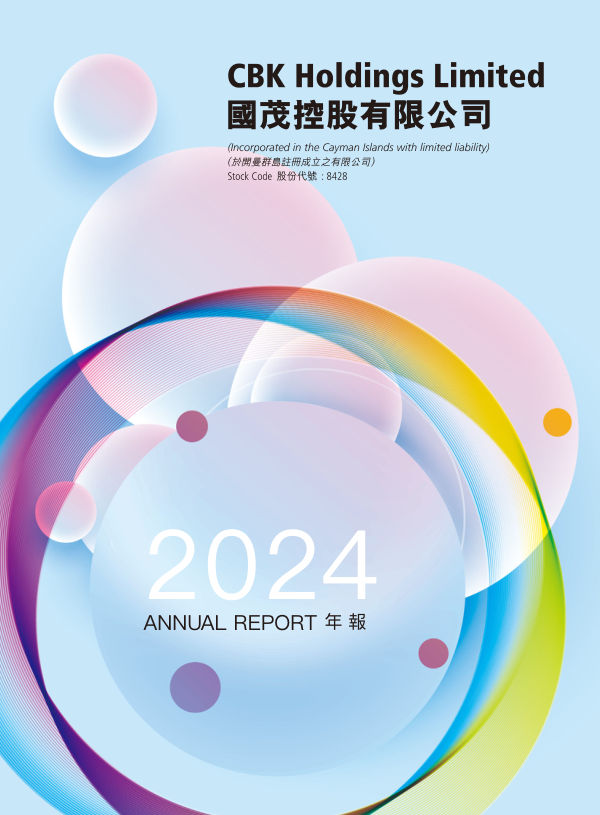 CBK Holdings Limited
國茂控股有限公司
(Incorporated in the Cayman Islands with limited liability)
(於開曼群島註冊成立之有限公司)
Stock Code 股份代號 : 8428
2024
ANNUAL REPORT 年報